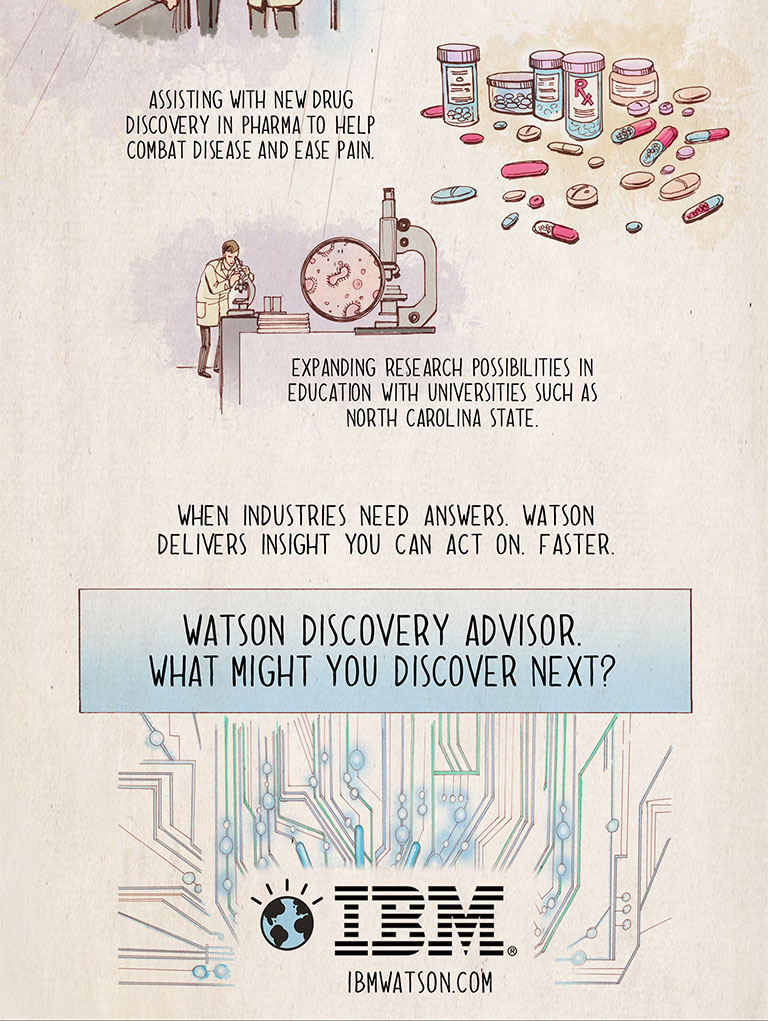 ASSISTING WITH NEW DRUG
DISCOVERY IN PHARMA TO HELP
COMBAT DISEASE AND EASE PAIN.
Rx
EXPANDING RESEARCH POSSIBILITIES IN
EDUCATION WITH UNIVERSITIES SUCH AS
NORTH CAROLINA STATE.
WHEN INDUSTRIES NEED ANSWERS. WATSON
DELIVERS INSIGHT YOU CAN ACT ON. FASTER.
WATSON DISCOVERY ADVISOR.
WHAT MIGHT YOU DISCOVER NEXT?
IBM®
IBMWATSON.COM